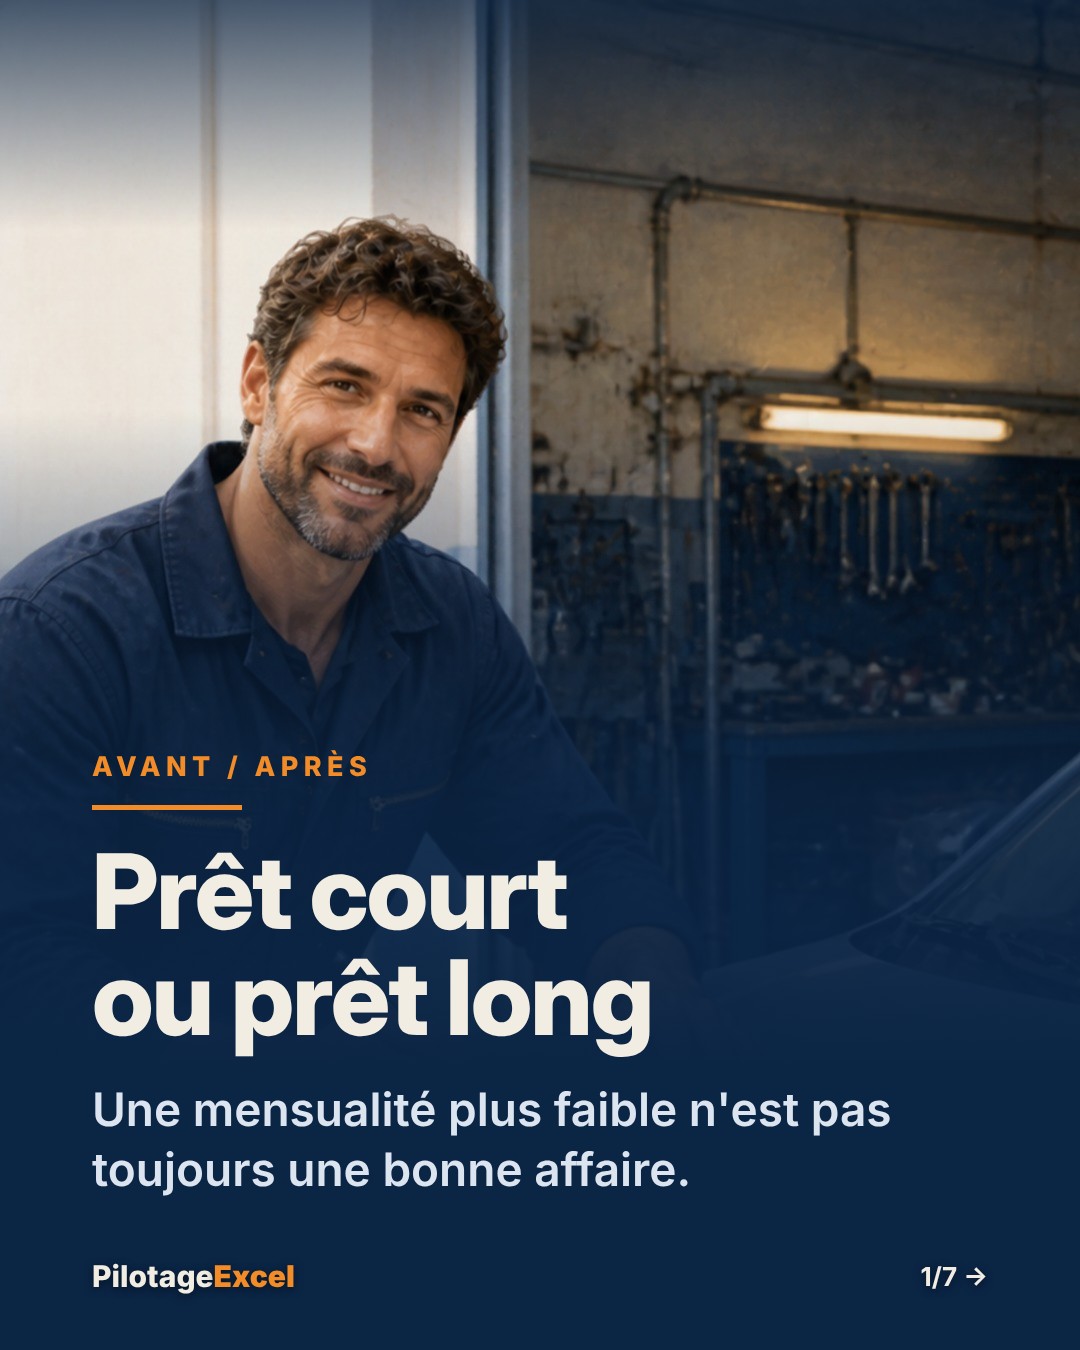 AVANT / APRÈS
Prêt court
ou prêt long
Une mensualité plus faible n'est pas
toujours une bonne affaire.
PilotageExcel
1/7 →